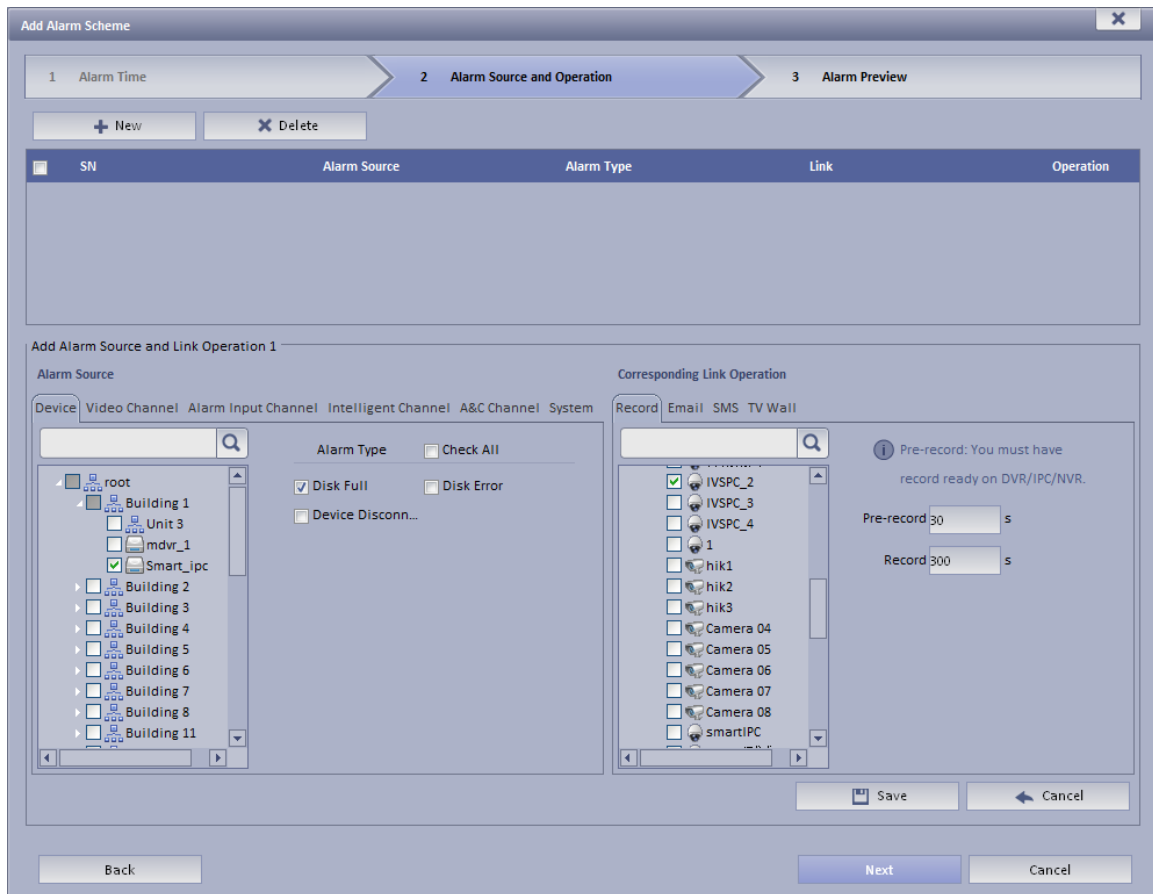 Add Alarm Scheme
1 Alarm Time
2 Alarm Source and Operation
3 Alarm Preview
New
Delete
SN Alarm Source Alarm Type Link Operation
Add Alarm Source and Link Operation 1
Alarm Source
Device Video Channel Alarm Input Channel Intelligent Channel A&C Channel System
Alarm Type Check All
Disk Full Disk Error
Device Disconn...
root
Building 1
Unit 3
mdvr_1
Smart_ipc
Building 2
Building 3
Building 4
Building 5
Building 6
Building 7
Building 8
Building 11
Corresponding Link Operation
Record Email SMS TV Wall
IVSPC_2
IVSPC_3
IVSPC_4
1
hik1
hik2
hik3
Camera 04
Camera 05
Camera 06
Camera 07
Camera 08
smartIPC
i Pre-record: You must have
record ready on DVR/IPC/NVR.
Pre-record 30 s
Record 300 s
Save
Cancel
Back
Next
Cancel